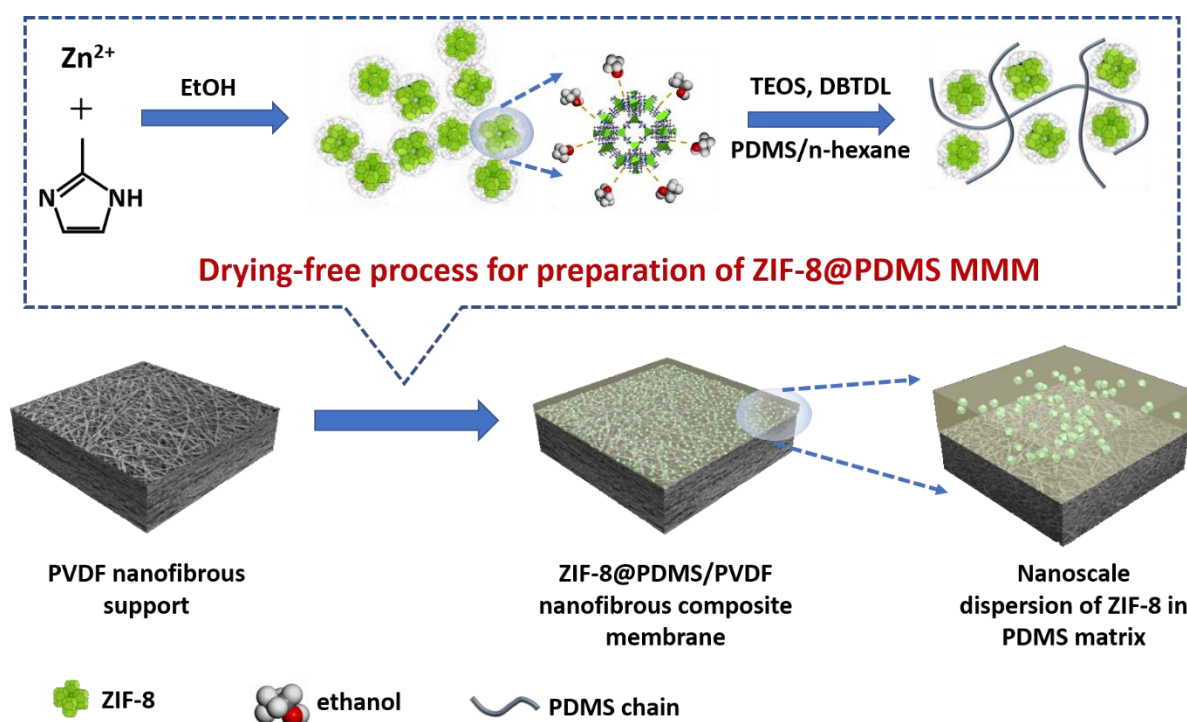 Zn²⁺
+
N
NH
EtOH
TEOS, DBTDL
PDMS/n-hexane
Drying-free process for preparation of ZIF-8@PDMS MMM
PVDF nanofibrous
support
ZIF-8@PDMS/PVDF
nanofibrous composite
membrane
Nanoscale
dispersion of ZIF-8 in
PDMS matrix
ZIF-8
ethanol
PDMS chain